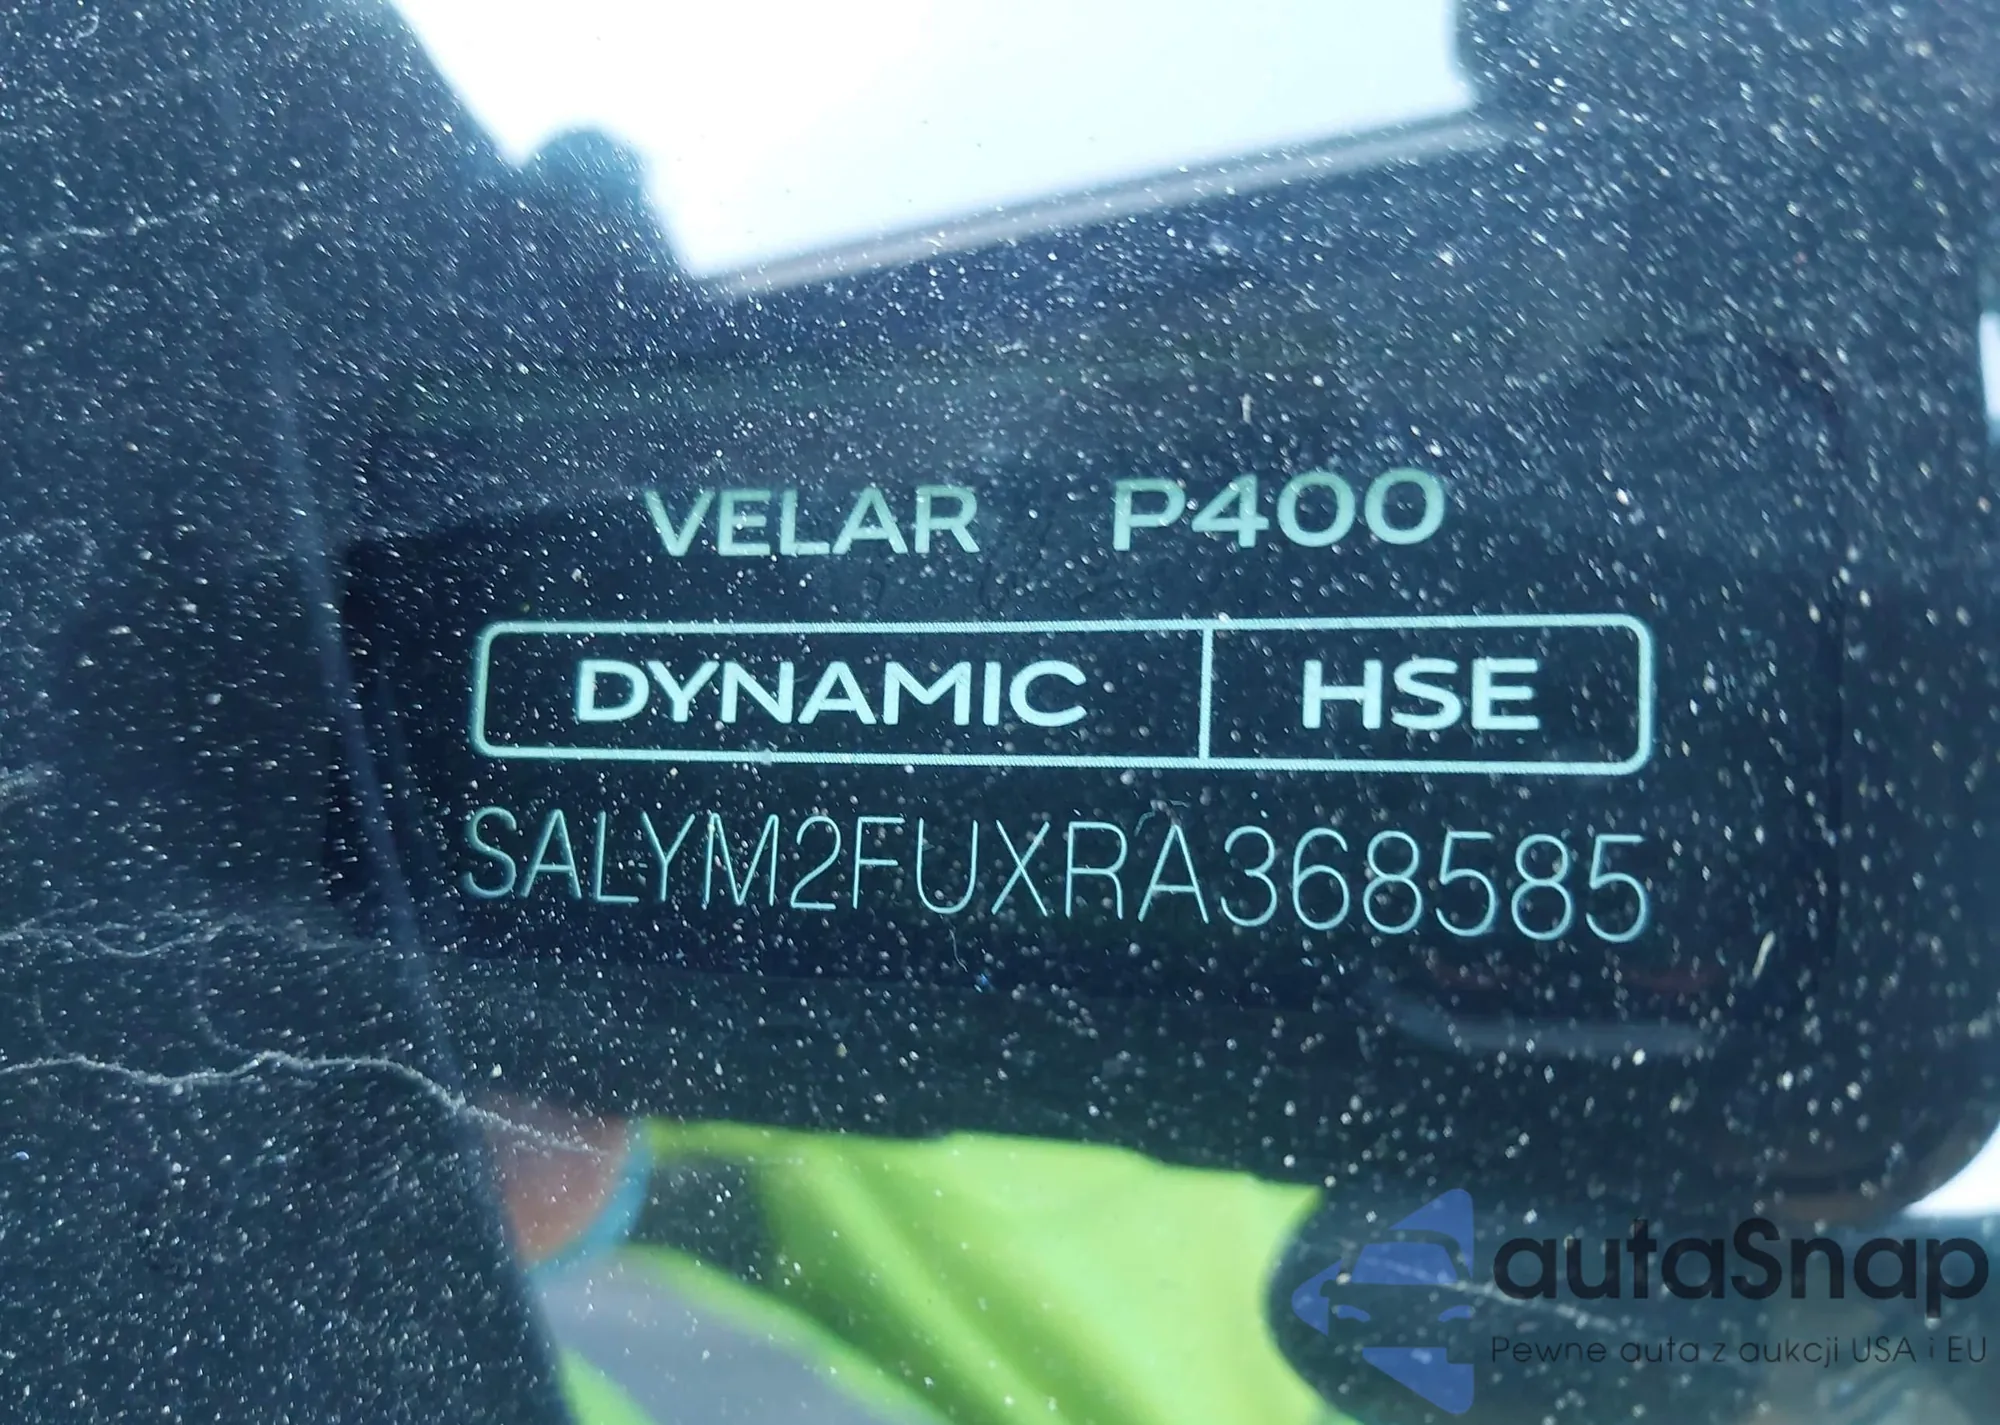 VELAR P400
DYNAMIC HSE
SALYM2FUXRA368585
autaSnap
Pewne auta z aukcji USA i EU